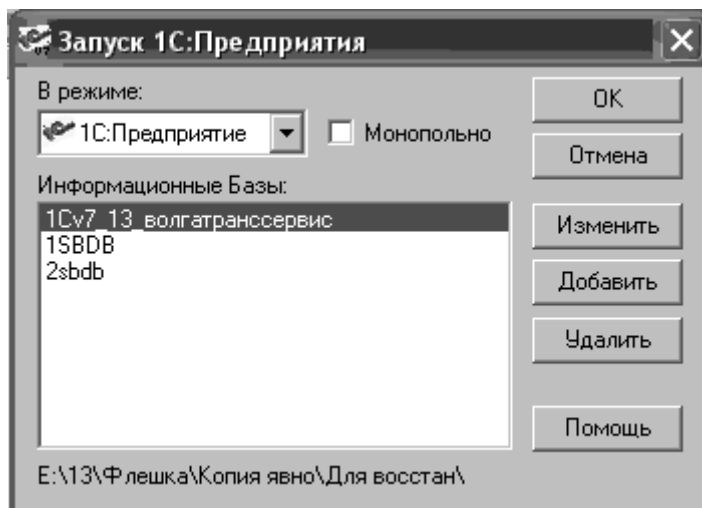 Запуск 1С:Предприятия
В режиме:
1С:Предприятие
Монопольно
Информационные Базы:
1Cv7_13_волгатранссервис
1SBDB
2sbdb
E:\13\Флешка\Копия явно\Для восстан\
OK
Отмена
Изменить
Добавить
Удалить
Помощь